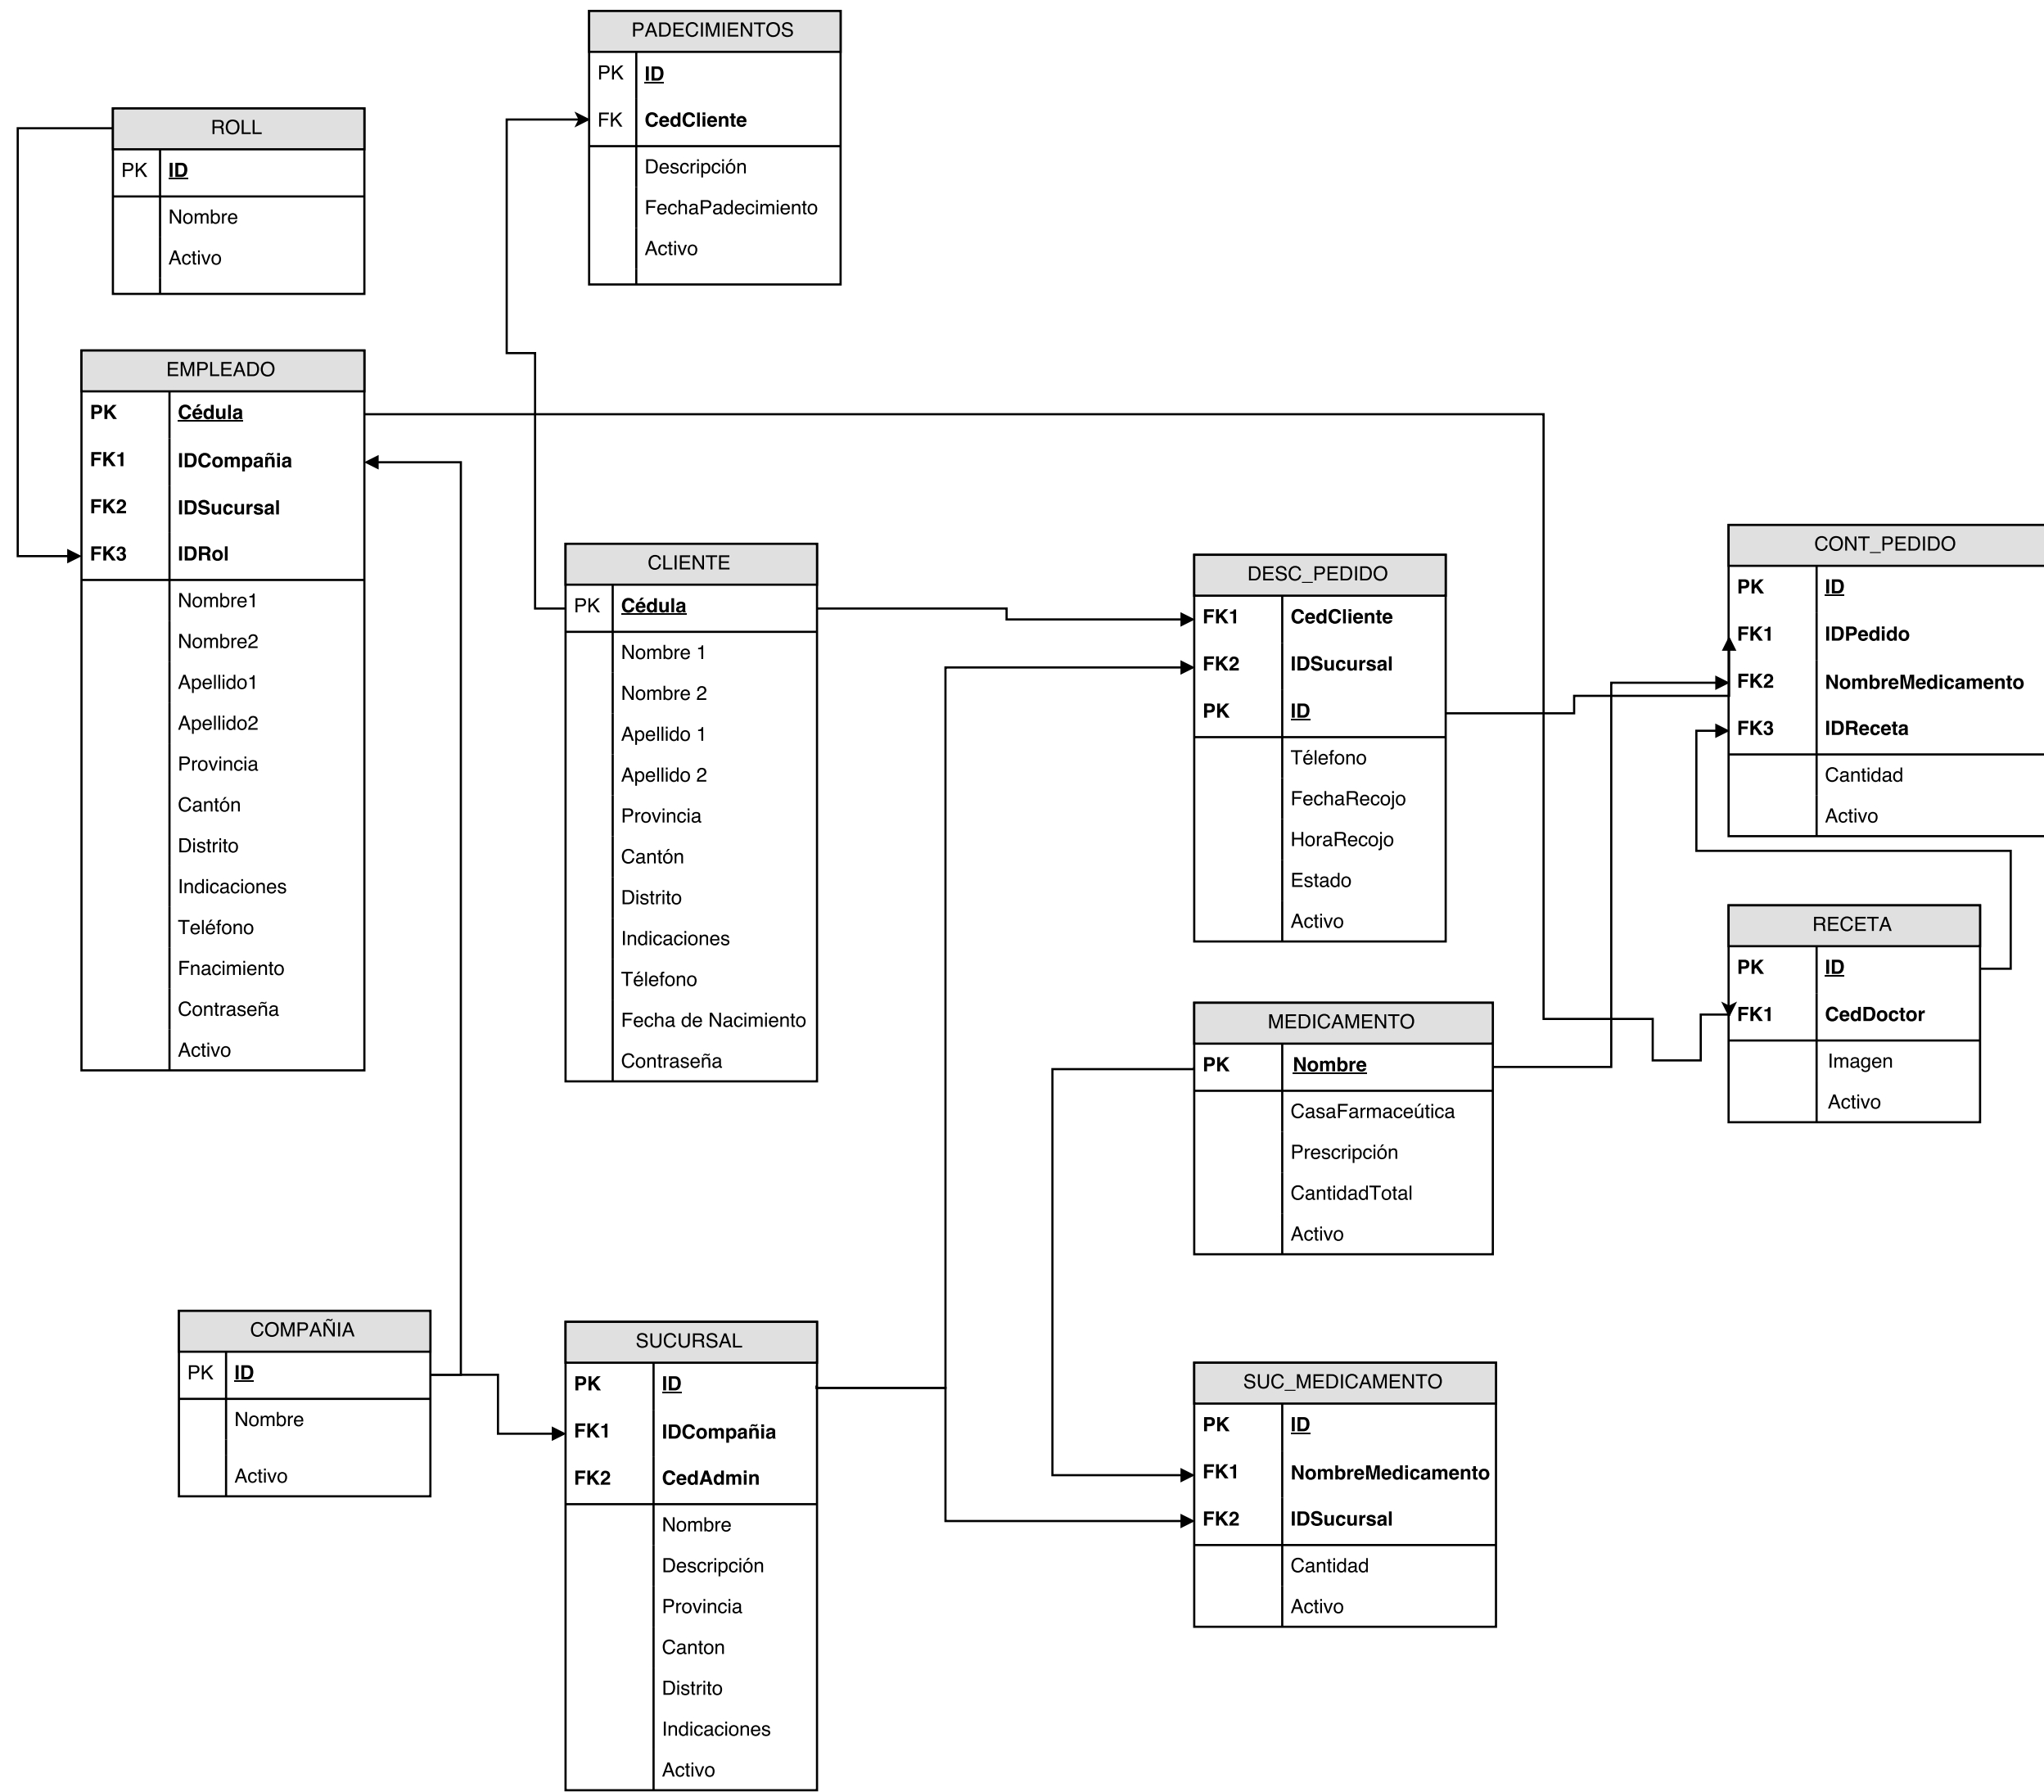 PADECIMIENTOS
PK ID
FK CedCliente
Descripción
FechaPadecimiento
Activo
ROLL
PK ID
Nombre
Activo
EMPLEADO
PK Cédula
FK1 IDCompañia
FK2 IDSucursal
FK3 IDRol
Nombre1
Nombre2
Apellido1
Apellido2
Provincia
Cantón
Distrito
Indicaciones
Teléfono
Fnacimiento
Contraseña
Activo
CLIENTE
PK Cédula
Nombre 1
Nombre 2
Apellido 1
Apellido 2
Provincia
Cantón
Distrito
Indicaciones
Télefono
Fecha de Nacimiento
Contraseña
DESC_PEDIDO
FK1 CedCliente
FK2 IDSucursal
PK ID
Télefono
FechaRecojo
HoraRecojo
Estado
Activo
CONT_PEDIDO
PK ID
FK1 IDPedido
FK2 NombreMedicamento
FK3 IDReceta
Cantidad
Activo
RECETA
PK ID
FK1 CedDoctor
Imagen
Activo
MEDICAMENTO
PK Nombre
CasaFarmaceútica
Prescripción
CantidadTotal
Activo
COMPAÑIA
PK ID
Nombre
Activo
SUCURSAL
PK ID
FK1 IDCompañia
FK2 CedAdmin
Nombre
Descripción
Provincia
Canton
Distrito
Indicaciones
Activo
SUC_MEDICAMENTO
PK ID
FK1 NombreMedicamento
FK2 IDSucursal
Cantidad
Activo